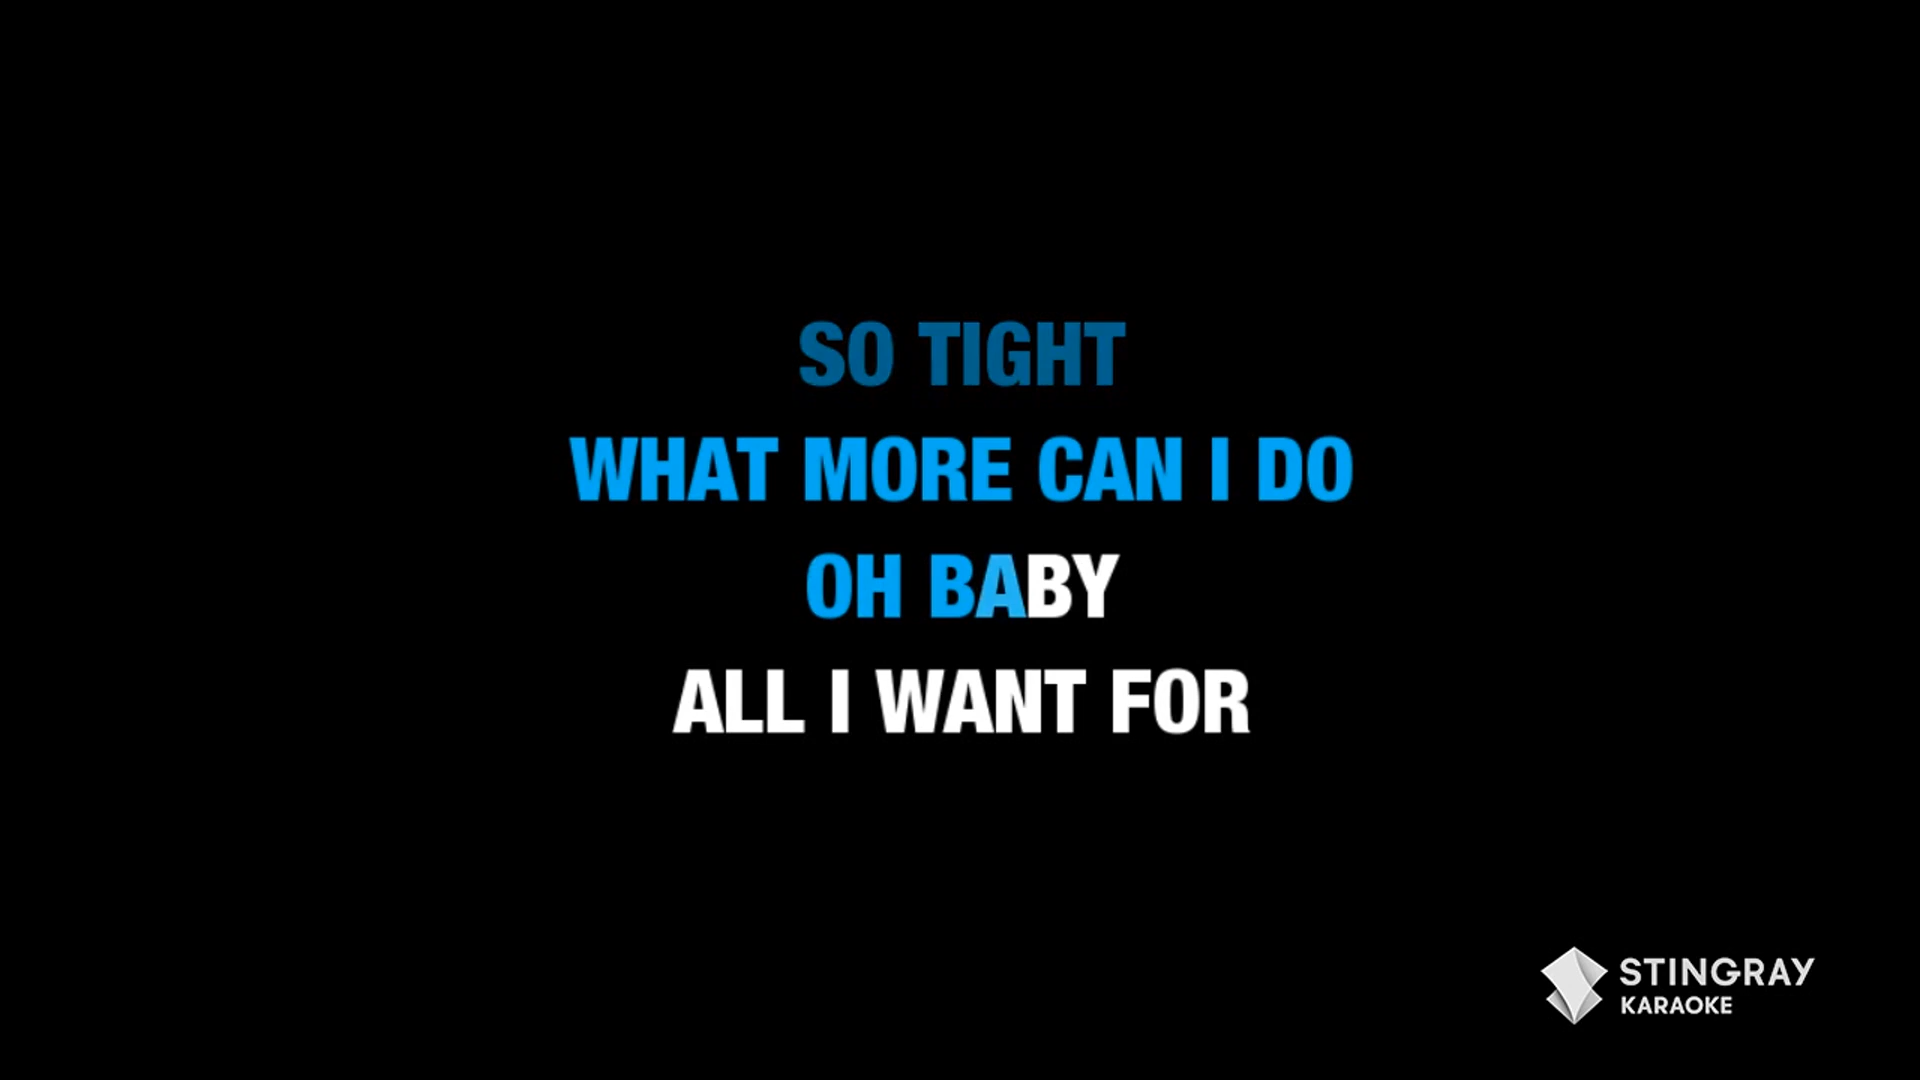 SO TIGHT
WHAT MORE CAN I DO
OH BABY
ALL I WANT FOR
STINGRAY
KARAOKE